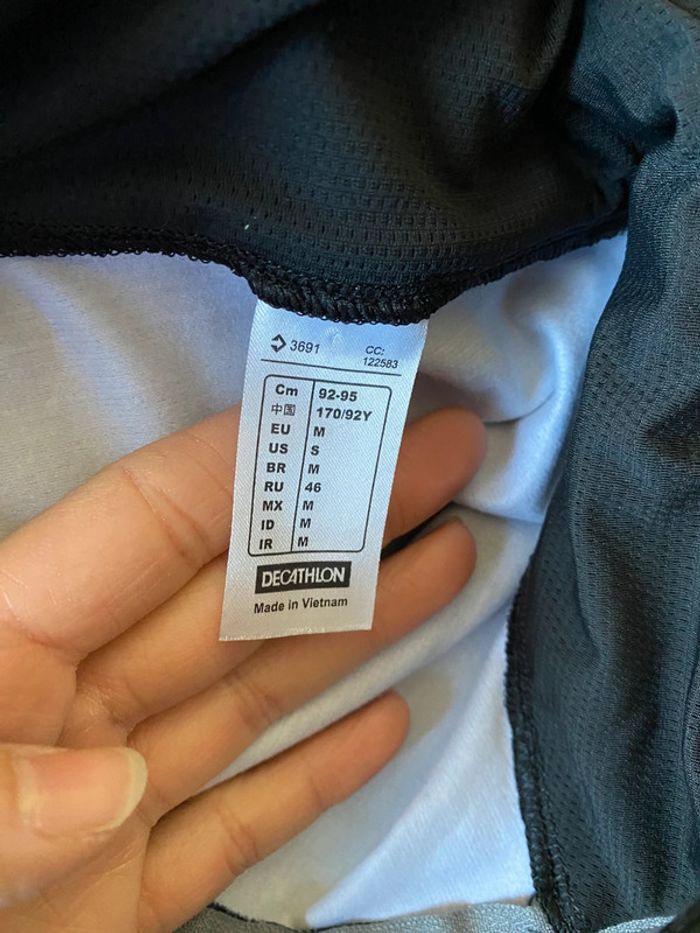 3691
CC:
122583
Cm 92-95
中国 170/92Y
EU M
US S
BR M
RU 46
MX M
ID M
IR M
DECATHLON
Made in Vietnam